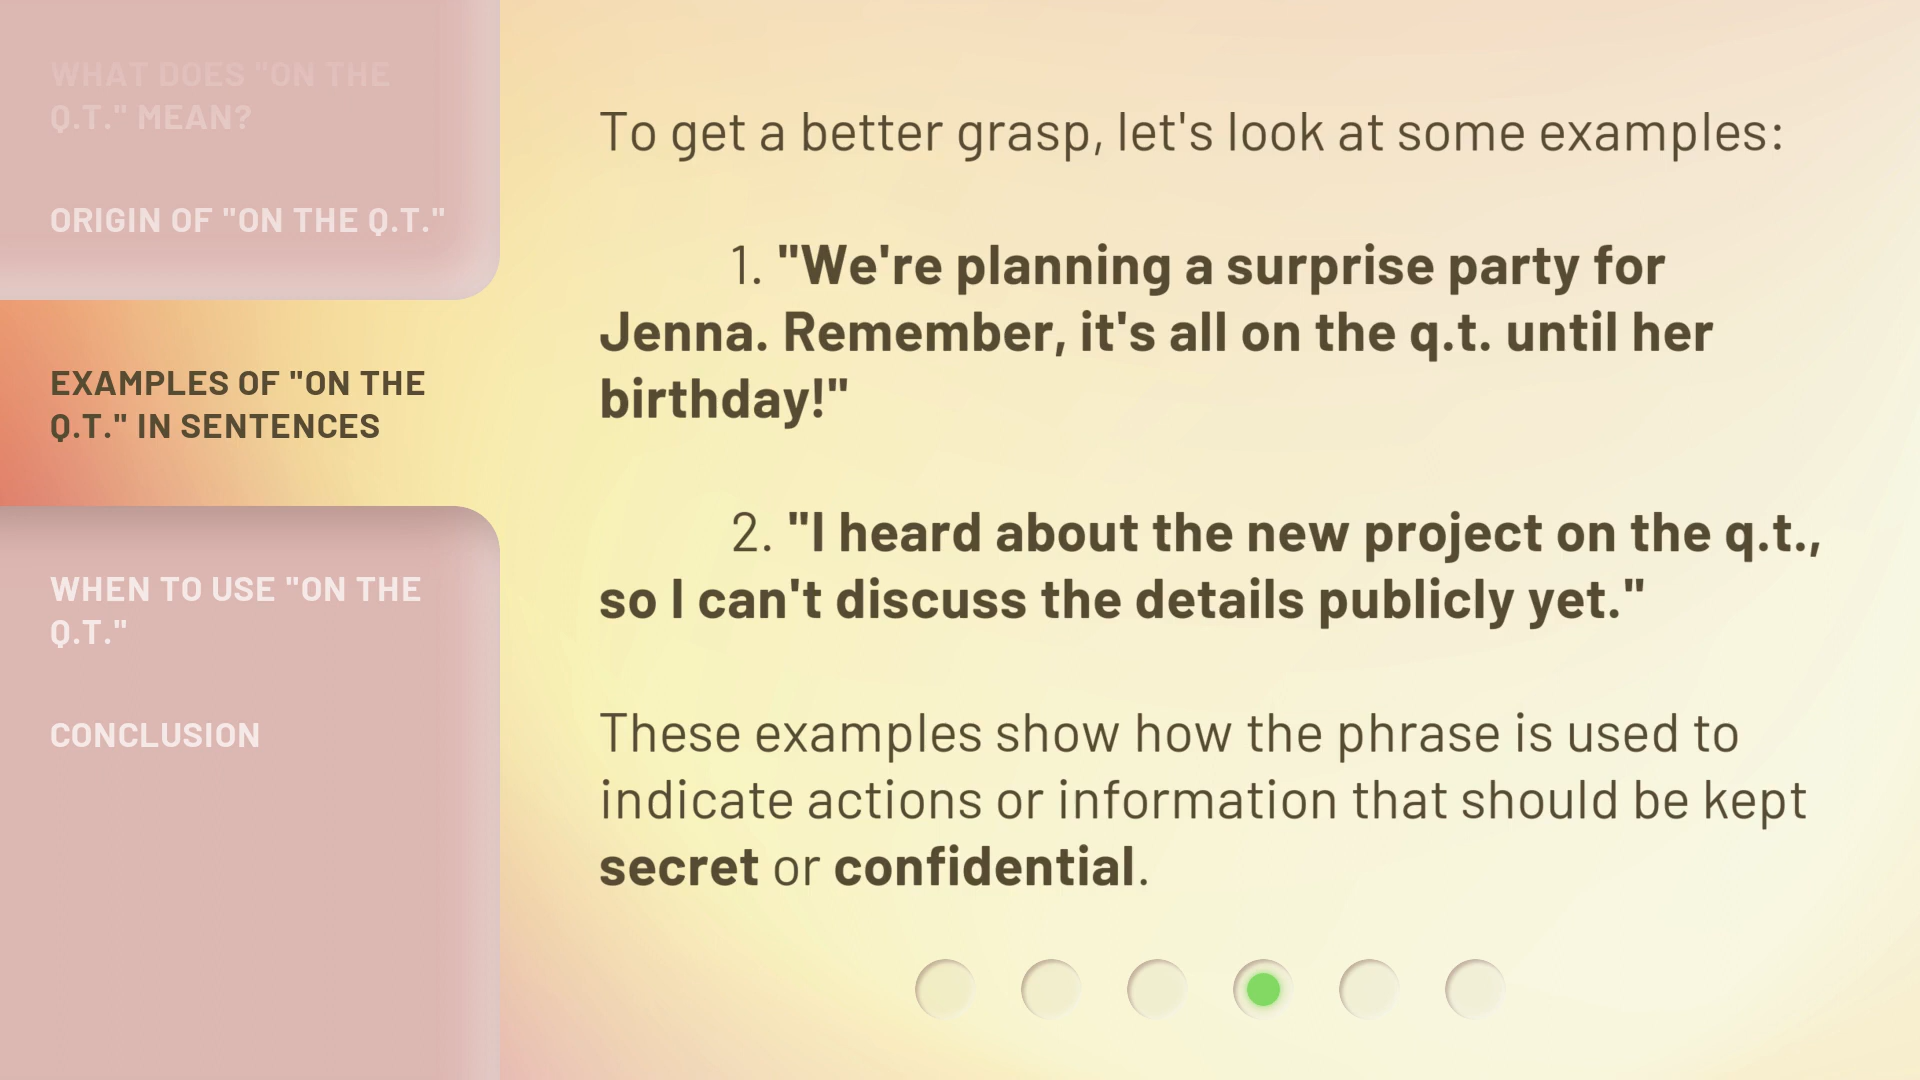 WHAT DOES "ON THE
Q.T." MEAN?
ORIGIN OF "ON THE Q.T."
EXAMPLES OF "ON THE
Q.T." IN SENTENCES
WHEN TO USE "ON THE
Q.T."
CONCLUSION
To get a better grasp, let's look at some examples:
1. "We're planning a surprise party for
Jenna. Remember, it's all on the q.t. until her
birthday!"
2. "I heard about the new project on the q.t.,
so I can't discuss the details publicly yet."
These examples show how the phrase is used to
indicate actions or information that should be kept
secret or confidential.